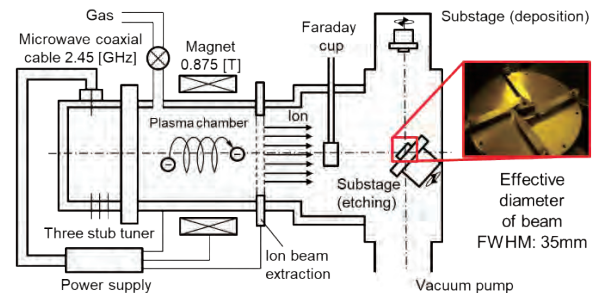 Gas
Microwave coaxial
cable 2.45 [GHz]
Magnet
0.875 [T]
Faraday
cup
Substage (deposition)
Plasma chamber
Ion
Substage
(etching)
Effective
diameter
of beam
FWHM: 35mm
Three stub tuner
Ion beam
extraction
Power supply
Vacuum pump